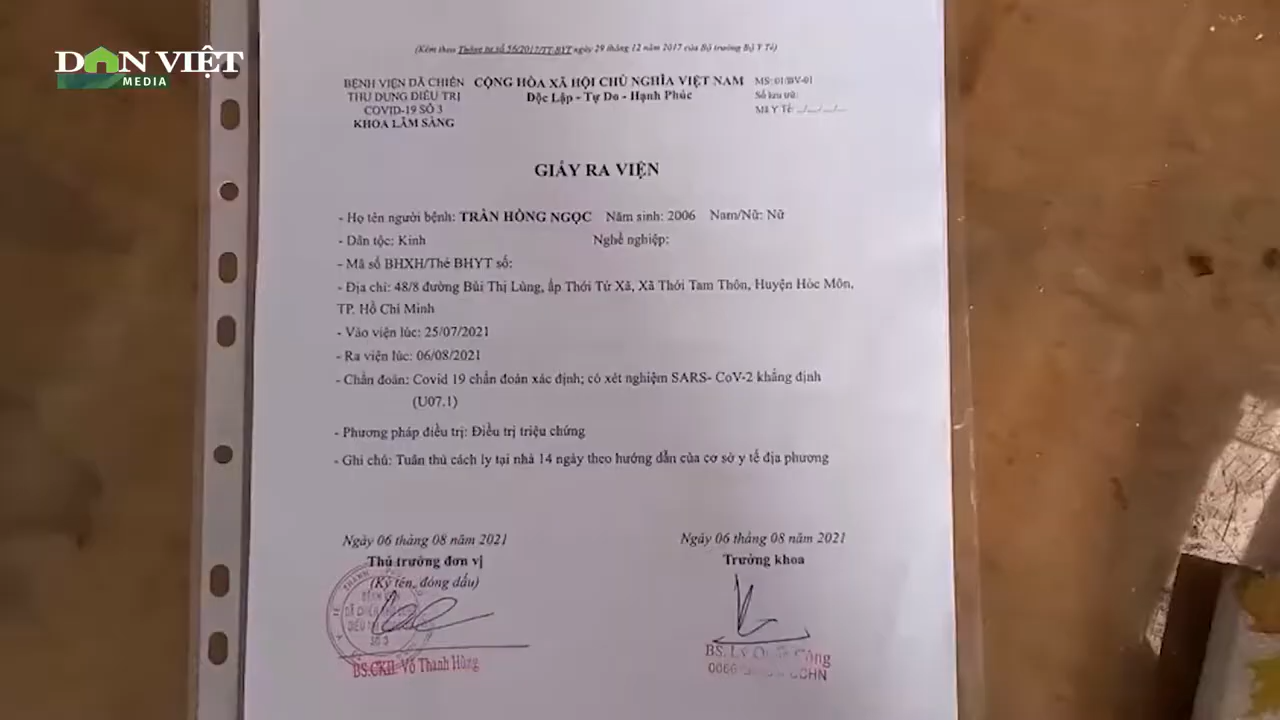 DÂN VIỆT
MEDIA
(Kèm theo Thông tư số 56/2017/TT-BYT ngày 29 tháng 12 năm 2017 của Bộ trưởng Bộ Y Tế)
BỆNH VIỆN DÃ CHIẾN
THU DUNG ĐIỀU TRỊ
COVID-19 SỐ 3
KHOA LÂM SÀNG
CỘNG HÒA XÃ HỘI CHỦ NGHĨA VIỆT NAM
Độc Lập - Tự Do - Hạnh Phúc
MS: 01/BV-01
Số lưu trữ:
Mã Y Tế: .../.../.../...
GIẤY RA VIỆN
- Họ tên người bệnh: TRẦN HỒNG NGỌC Năm sinh: 2006 Nam/Nữ: Nữ
- Dân tộc: Kinh Nghề nghiệp:
- Mã số BHXH/Thẻ BHYT số:
- Địa chỉ: 48/8 đường Bùi Thị Lùng, ấp Thới Tứ Xã, Xã Thới Tam Thôn, Huyện Hóc Môn,
TP. Hồ Chí Minh
- Vào viện lúc: 25/07/2021
- Ra viện lúc: 06/08/2021
- Chẩn đoán: Covid 19 chẩn đoán xác định; có xét nghiệm SARS- CoV-2 khẳng định
(U07.1)
- Phương pháp điều trị: Điều trị triệu chứng
- Ghi chú: Tuân thủ cách ly tại nhà 14 ngày theo hướng dẫn của cơ sở y tế địa phương
Ngày 06 tháng 08 năm 2021
Thủ trưởng đơn vị
(Ký tên, đóng dấu)
BS.CKII. Võ Thanh Hùng
Ngày 06 tháng 08 năm 2021
Trưởng khoa
BS. Lý